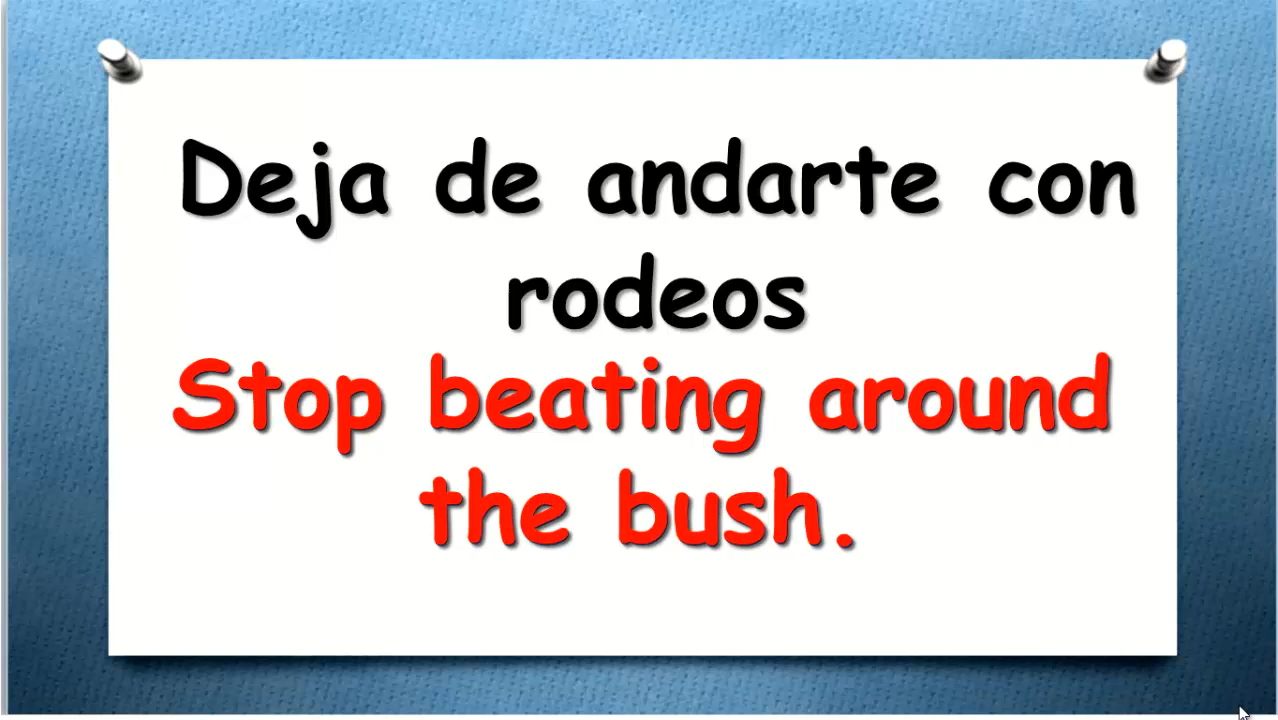 Deja de andarte con
rodeos
Stop beating around
the bush.